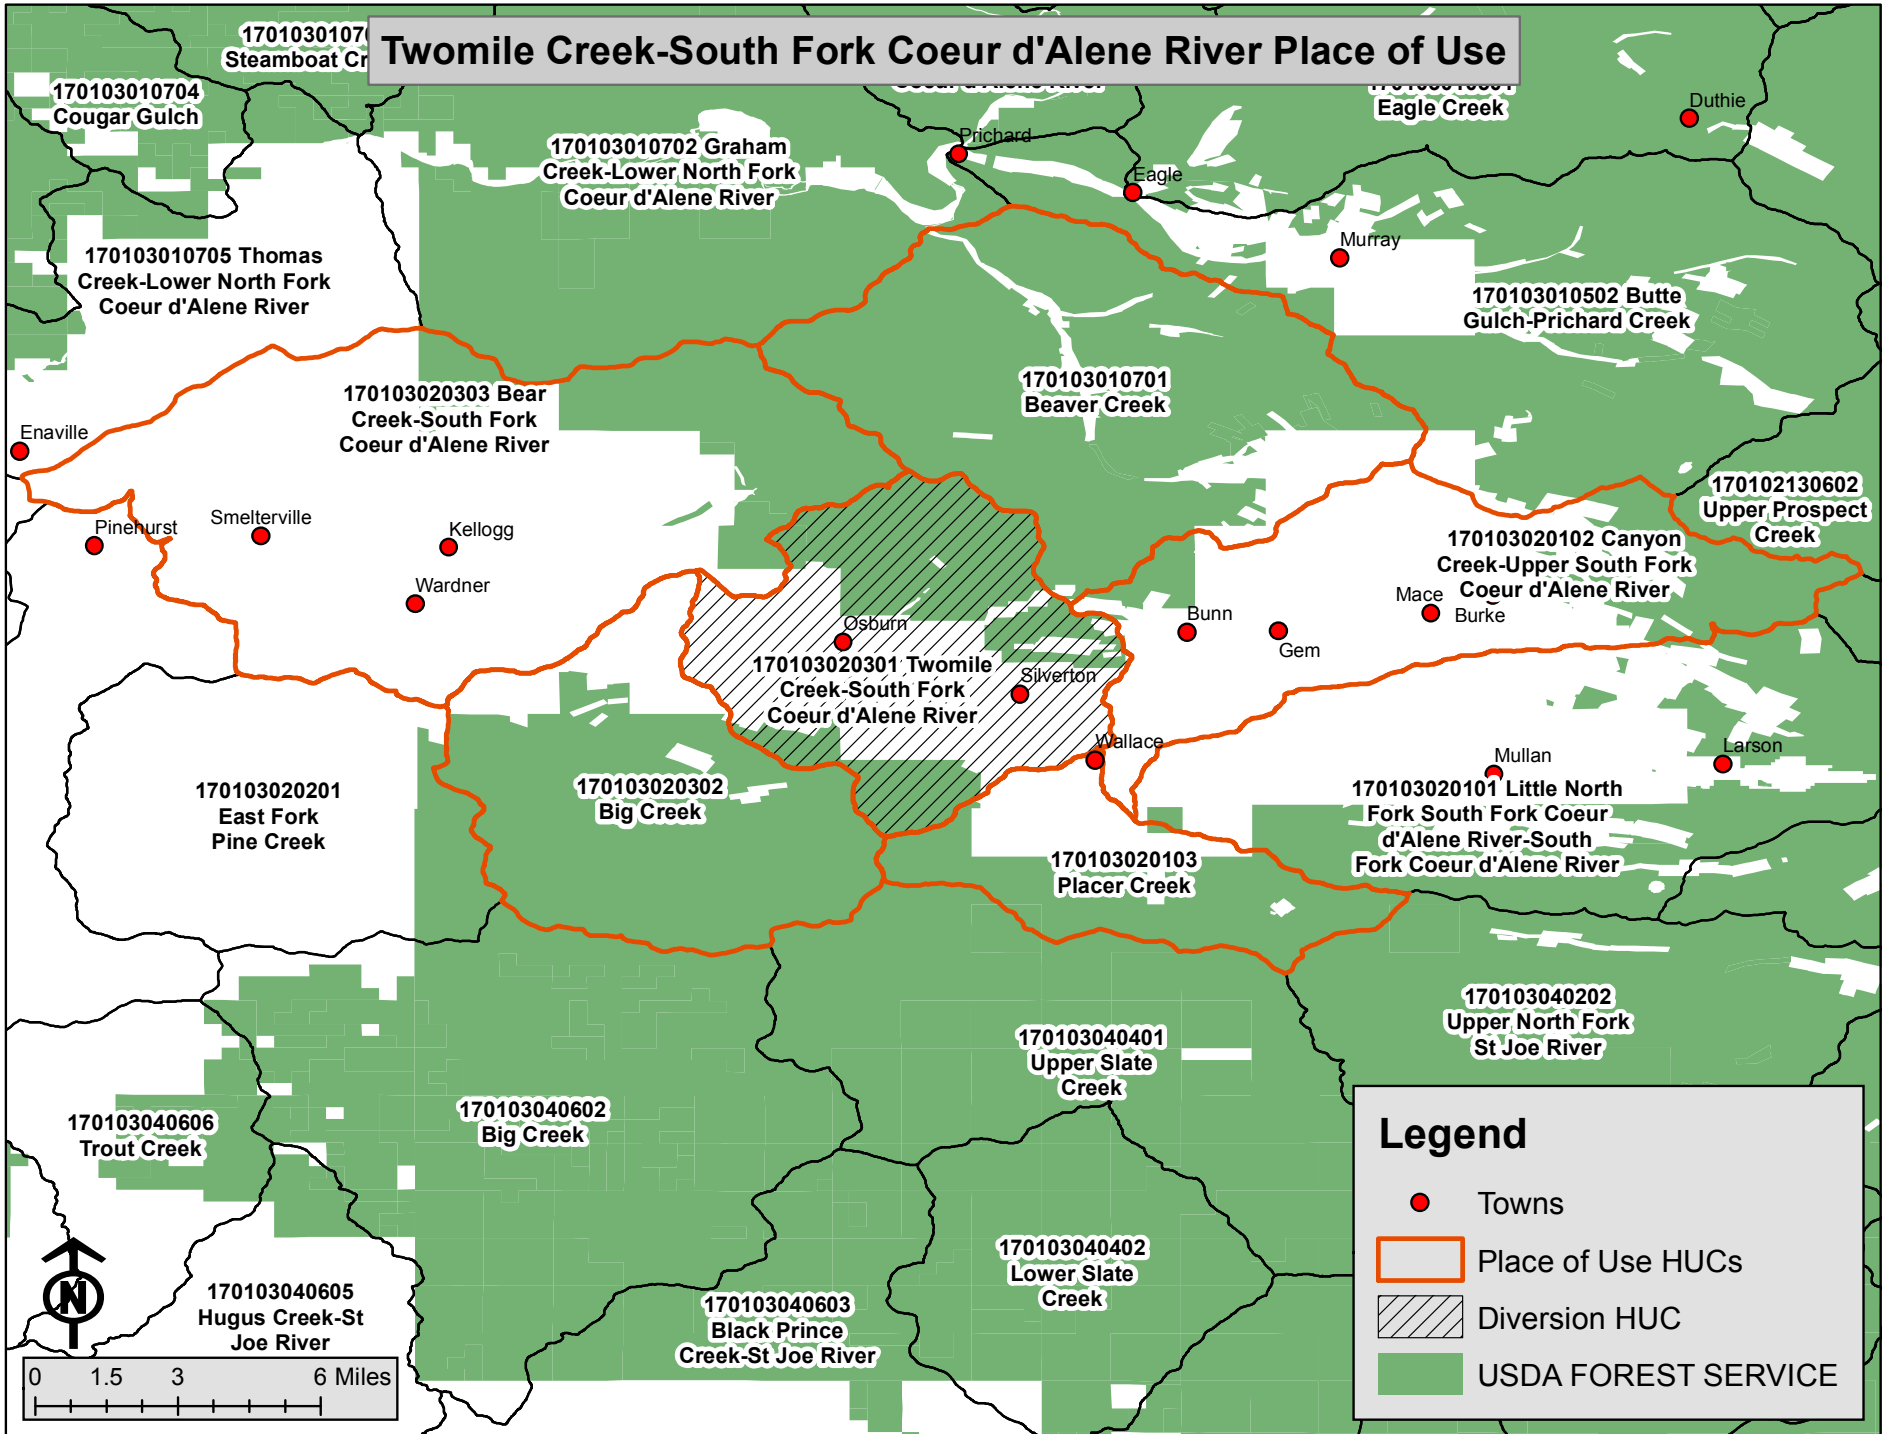 Twomile Creek-South Fork Coeur d'Alene River Place of Use
Steamboat
170103010704
Cougar Gulch
Coeur d'Alene River
Eagle Creek
Duthie
Prichard
170103010702 Graham
Creek-Lower North Fork
Coeur d'Alene River
Eagle
Murray
170103010705 Thomas
Creek-Lower North Fork
Coeur d'Alene River
170103010502 Butte
Gulch-Prichard Creek
170103010701
Beaver Creek
170103020303 Bear
Creek-South Fork
Coeur d'Alene River
Enaville
Pinehurst
Smelterville
Kellogg
Wardner
170102130602
Upper Prospect
Creek
170103020102 Canyon
Creek-Upper South Fork
Coeur d'Alene River
Mace
Burke
Bunn
Gem
Osburn
170103020301 Twomile
Creek-South Fork
Coeur d'Alene River
Silverton
Wallace
Mullan
Larson
170103020101 Little North
Fork South Fork Coeur
d'Alene River-South
Fork Coeur d'Alene River
170103020201
East Fork
Pine Creek
170103020302
Big Creek
170103020103
Placer Creek
170103040202
Upper North Fork
St Joe River
170103040401
Upper Slate
Creek
170103040606
Trout Creek
170103040602
Big Creek
170103040402
Lower Slate
Creek
170103040605
Hugus Creek-St
Joe River
170103040603
Black Prince
Creek-St Joe River
N
0 1.5 3 6 Miles
Legend
Towns
Place of Use HUCs
Diversion HUC
USDA FOREST SERVICE